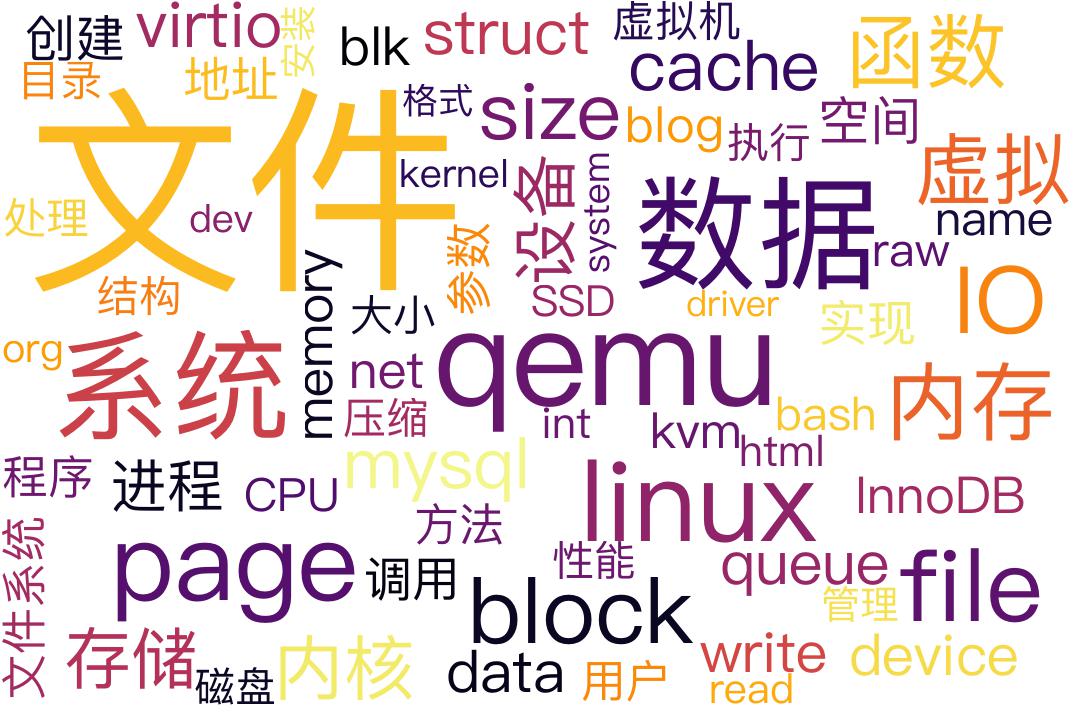 创建
virtio
安装
blk
struct
虚拟机
函数
目录
地址
cache
格式
size
blog
执行
空间
文件
kernel
设备
system
数据
虚拟
处理
dev
name
参数
raw
结构
memory
大小
SSD
driver
实现
IO
org
系统
net
qemu
压缩
int
kvm
bash
内存
html
程序
进程
CPU
mysql
linux
InnoDB
方法
文件系统
page
调用
性能
queue
file
block
管理
存储
磁盘
内核
data
用户
write
read
device